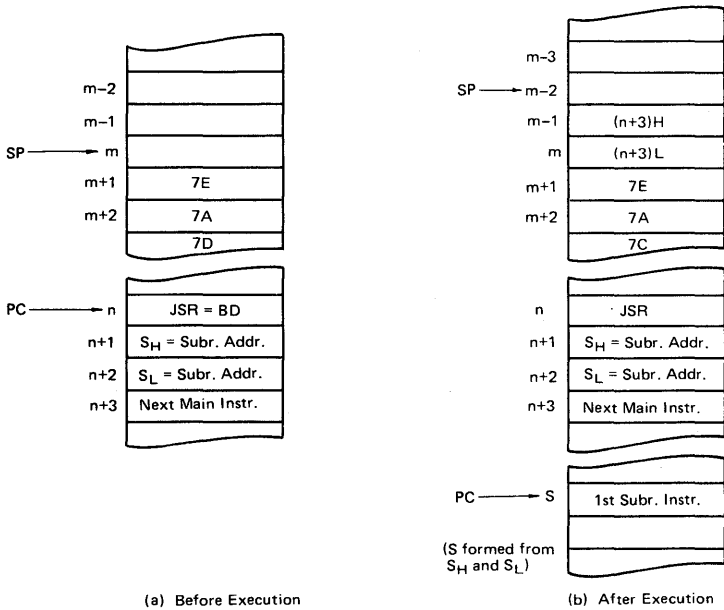 m-2
m-1
SP m
m+1 7E
m+2 7A
7D
PC n JSR = BD
n+1 SH = Subr. Addr.
n+2 SL = Subr. Addr.
n+3 Next Main Instr.
(a) Before Execution
m-3
SP m-2
m-1 (n+3)H
m (n+3)L
m+1 7E
m+2 7A
7C
n JSR
n+1 SH = Subr. Addr.
n+2 SL = Subr. Addr.
n+3 Next Main Instr.
PC S 1st Subr. Instr.
(S formed from
SH and SL)
(b) After Execution